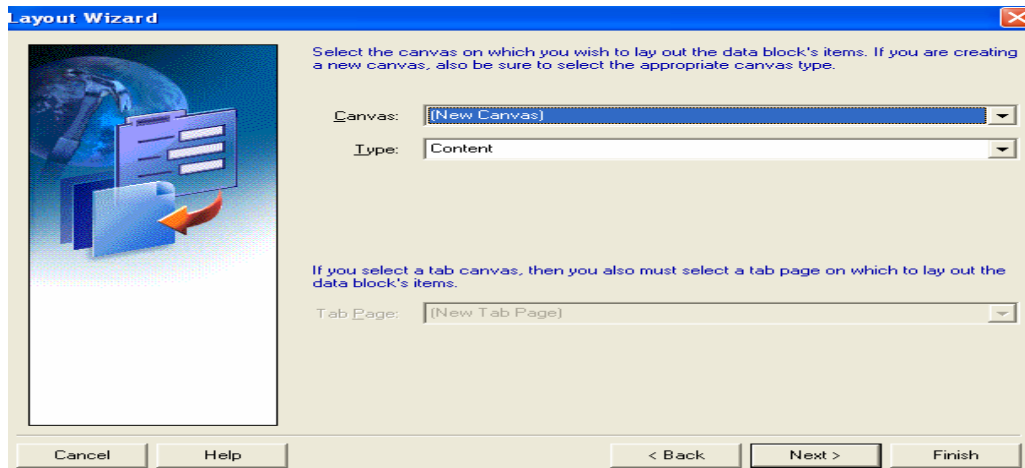 Layout Wizard
Select the canvas on which you wish to lay out the data block's items. If you are creating
a new canvas, also be sure to select the appropriate canvas type.
Canvas: (New Canvas)
Type: Content
If you select a tab canvas, then you also must select a tab page on which to lay out the
data block's items.
Tab Page: (New Tab Page)
Cancel Help < Back Next > Finish